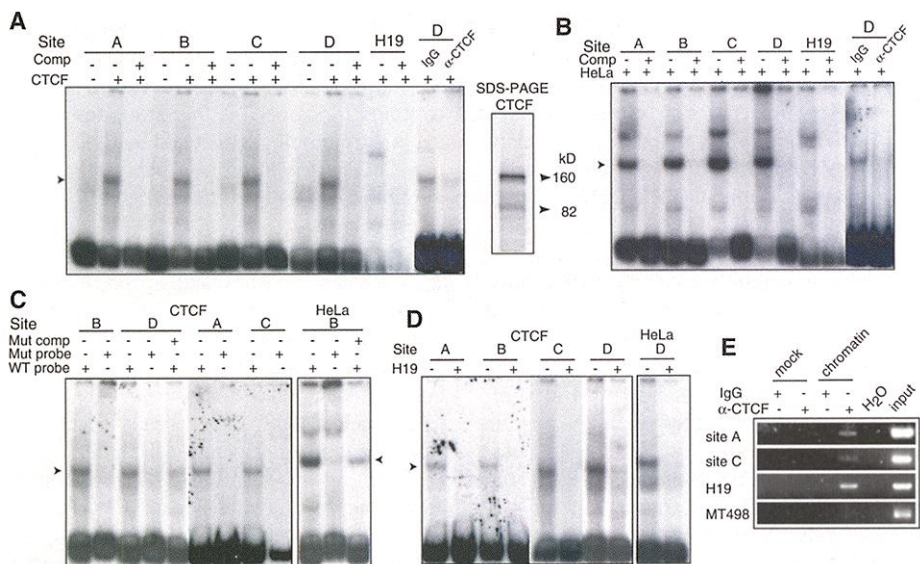 A
Site A B C D H19 D
Comp - - + - - + - - + - - + - + IgG α-CTCF
CTCF - + + - + + - + + - + + + + + +
SDS-PAGE
CTCF
kD
160
82
B
Site A B C D H19 D
Comp - + - + - + - + - + IgG α-CTCF
HeLa + + + + + + + + + + + +
C
CTCF HeLa
Site B D A C B
Mut comp - - - - + - - - - - - +
Mut probe - + - + - - + - + - + -
WT probe + - + - + + - + - + - +
D
CTCF HeLa
Site A B C D D
H19 - + - + - + - + - +
E
mock chromatin H2O input
IgG + - + -
α-CTCF - + - +
site A
site C
H19
MT498